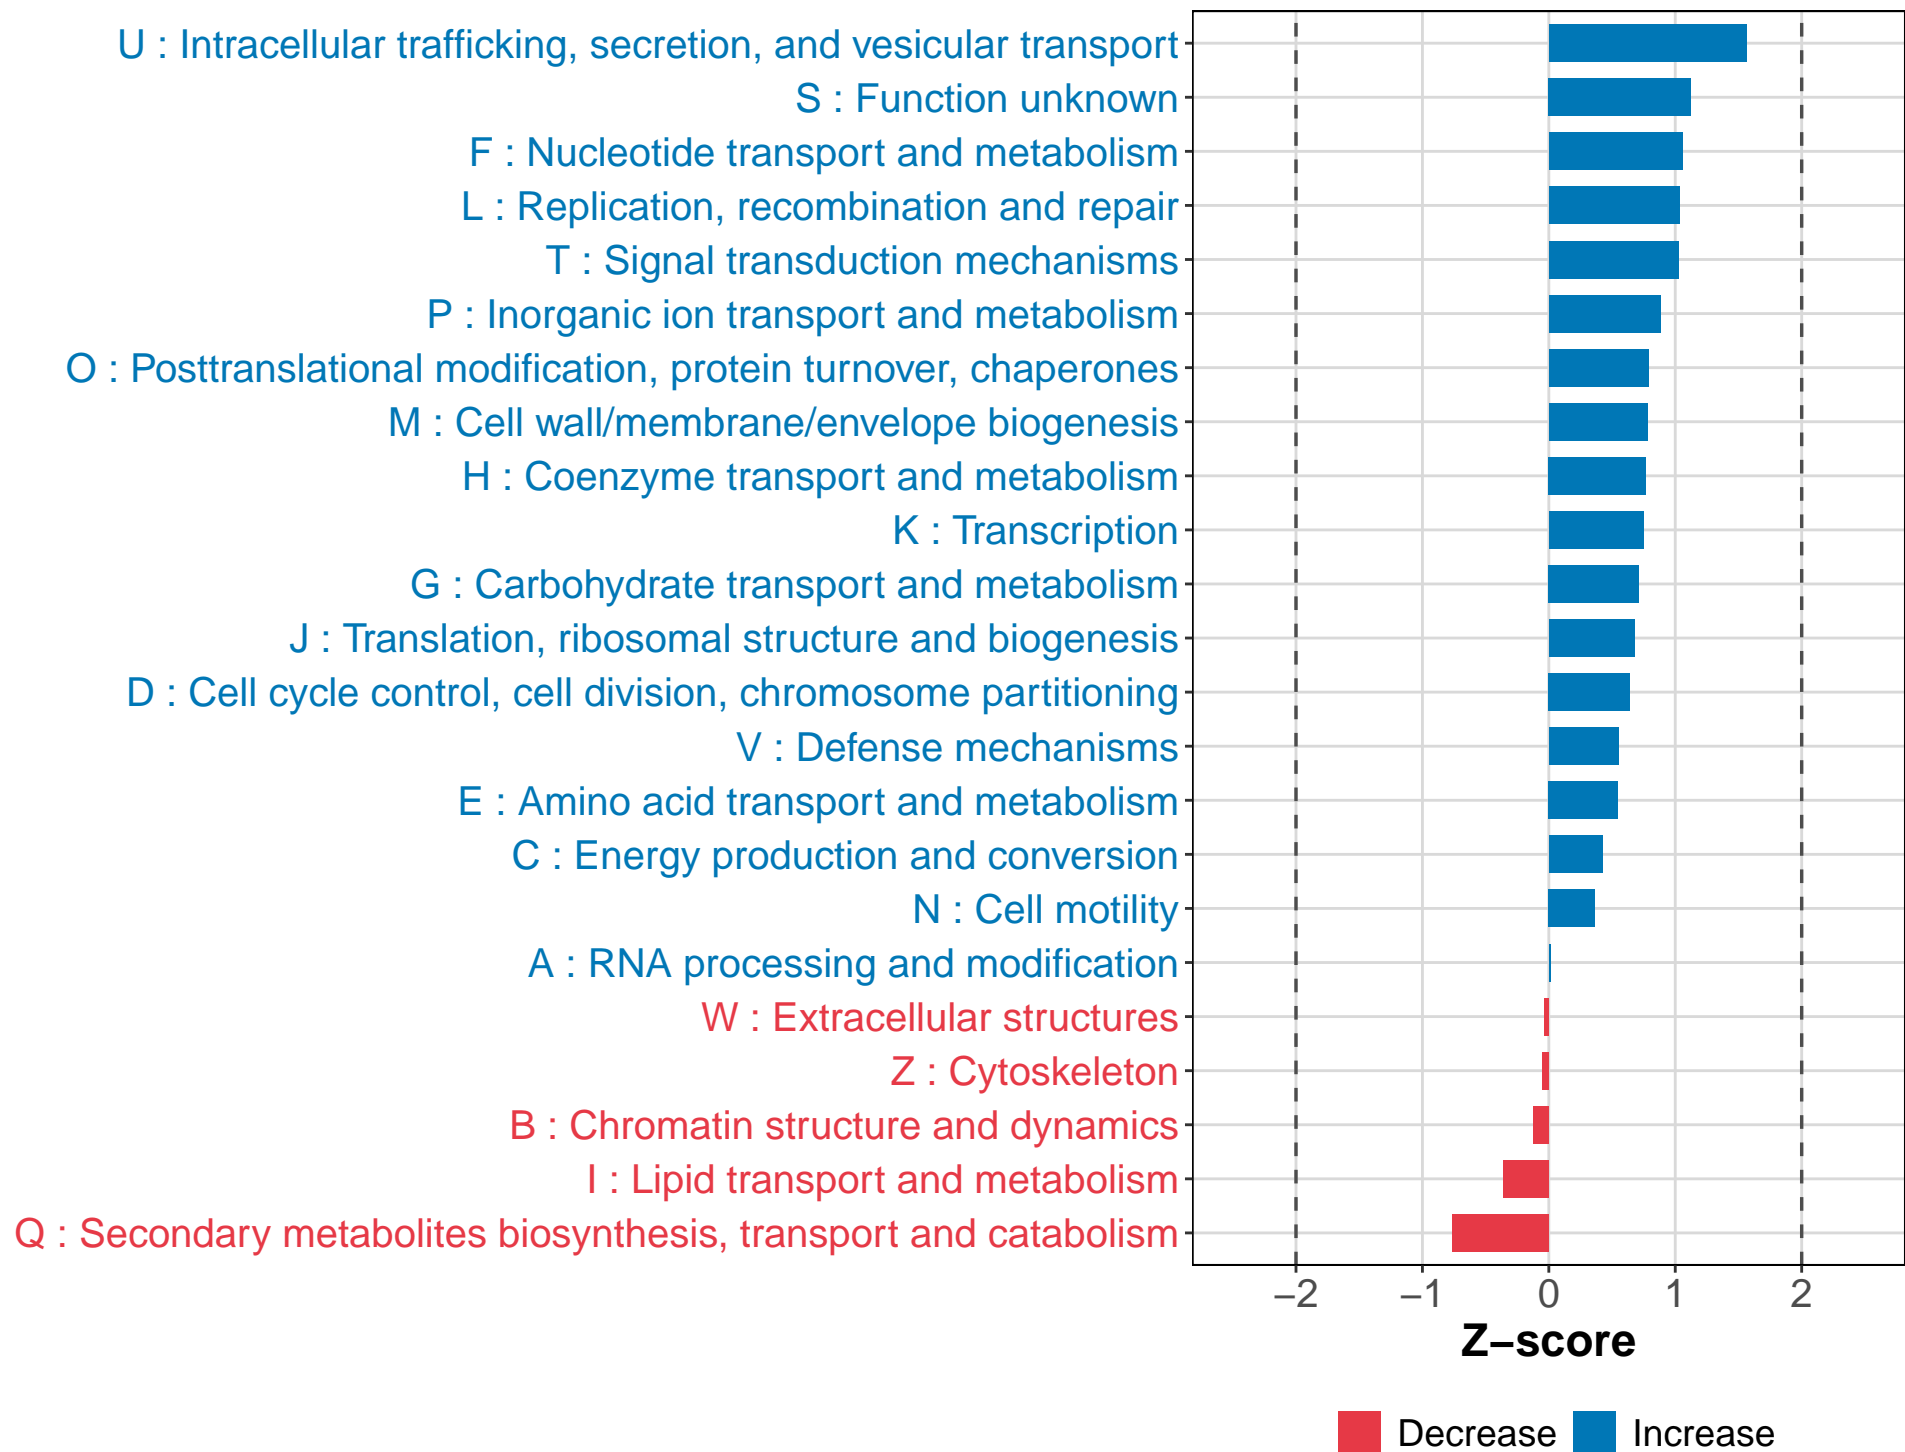 U : Intracellular trafficking, secretion, and vesicular transport
S : Function unknown
F : Nucleotide transport and metabolism
L : Replication, recombination and repair
T : Signal transduction mechanisms
P : Inorganic ion transport and metabolism
O : Posttranslational modification, protein turnover, chaperones
M : Cell wall/membrane/envelope biogenesis
H : Coenzyme transport and metabolism
K : Transcription
G : Carbohydrate transport and metabolism
J : Translation, ribosomal structure and biogenesis
D : Cell cycle control, cell division, chromosome partitioning
V : Defense mechanisms
E : Amino acid transport and metabolism
C : Energy production and conversion
N : Cell motility
A : RNA processing and modification
W : Extracellular structures
Z : Cytoskeleton
B : Chromatin structure and dynamics
I : Lipid transport and metabolism
Q : Secondary metabolites biosynthesis, transport and catabolism
−2 −1 0 1 2
Z−score
Decrease Increase